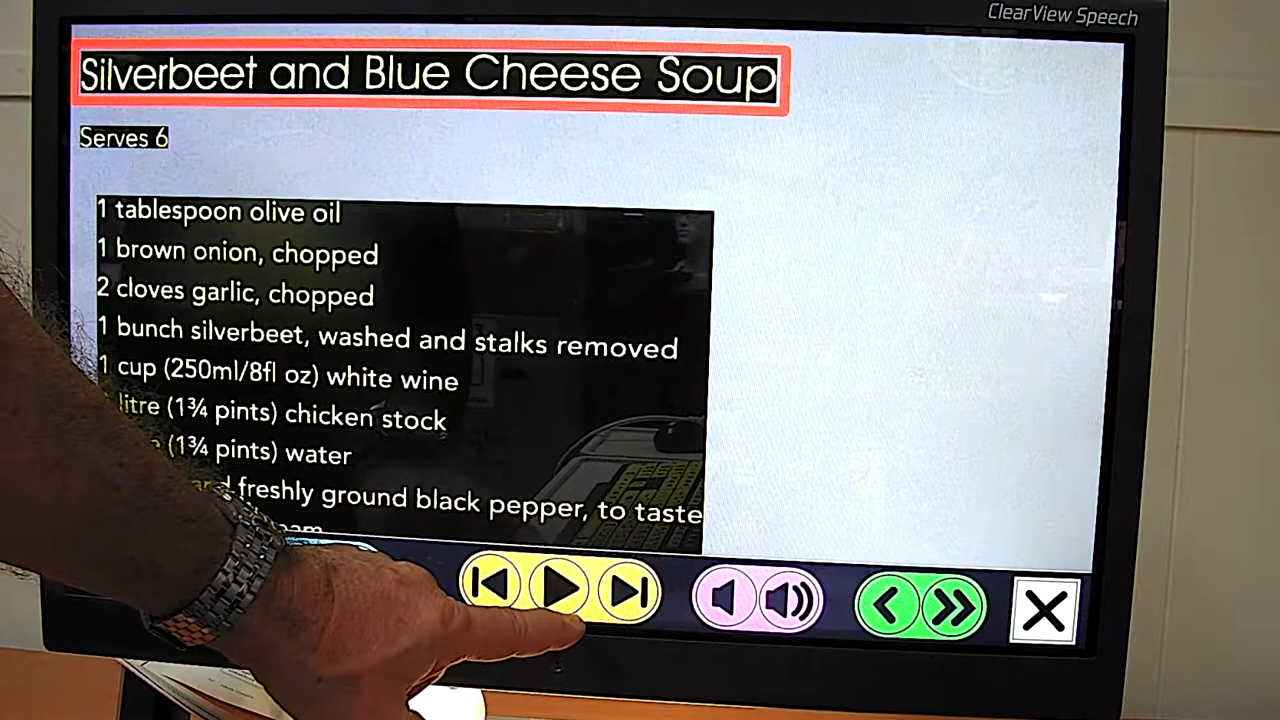 ClearView Speech
Silverbeet and Blue Cheese Soup
Serves 6
1 tablespoon olive oil
1 brown onion, chopped
2 cloves garlic, chopped
1 bunch silverbeet, washed and stalks removed
1 cup (250ml/8fl oz) white wine
litre (1¾ pints) chicken stock
(1¾ pints) water
freshly ground black pepper, to taste